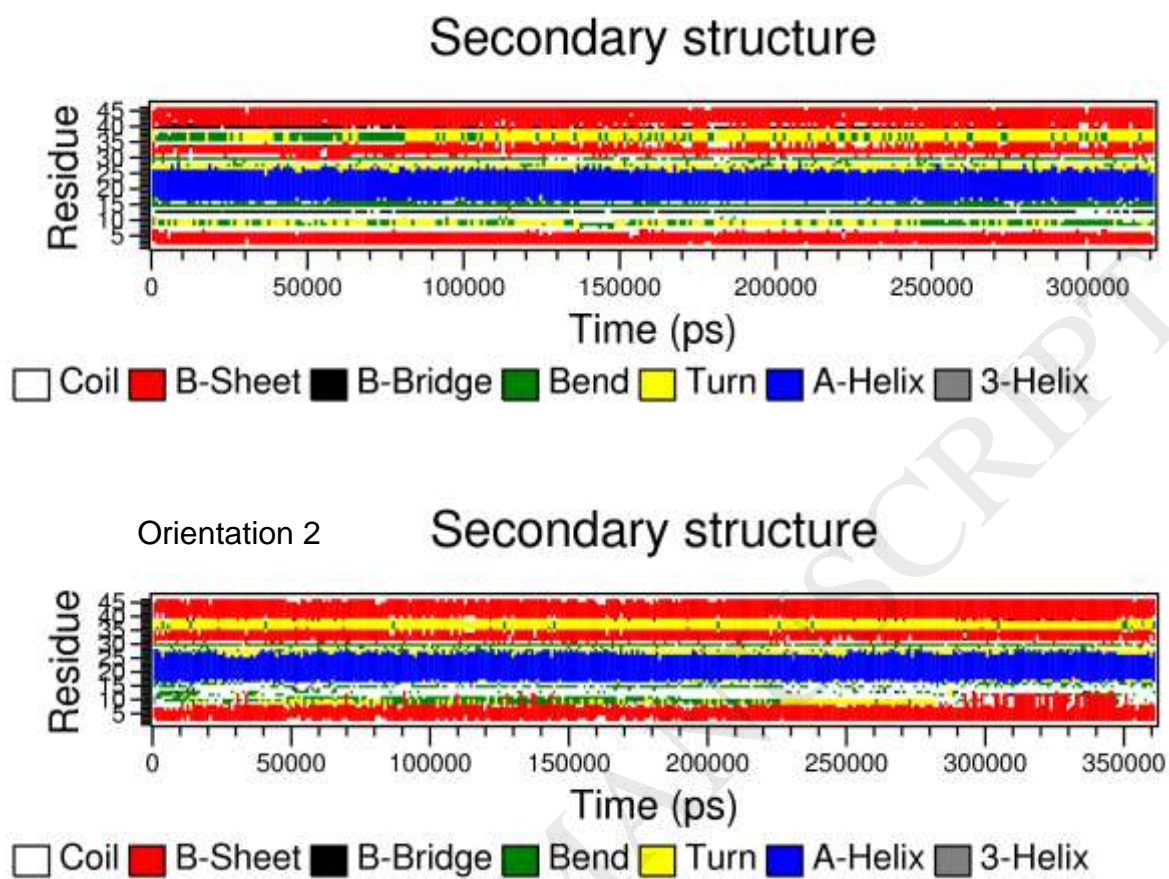 Secondary structure
Residue
45
40
35
30
25
20
15
10
5
0 50000 100000 150000 200000 250000 300000
Time (ps)
Coil B-Sheet B-Bridge Bend Turn A-Helix 3-Helix
Orientation 2 Secondary structure
Residue
45
40
35
30
25
20
15
10
5
0 50000 100000 150000 200000 250000 300000 350000
Time (ps)
Coil B-Sheet B-Bridge Bend Turn A-Helix 3-Helix
MANUSCRIPT